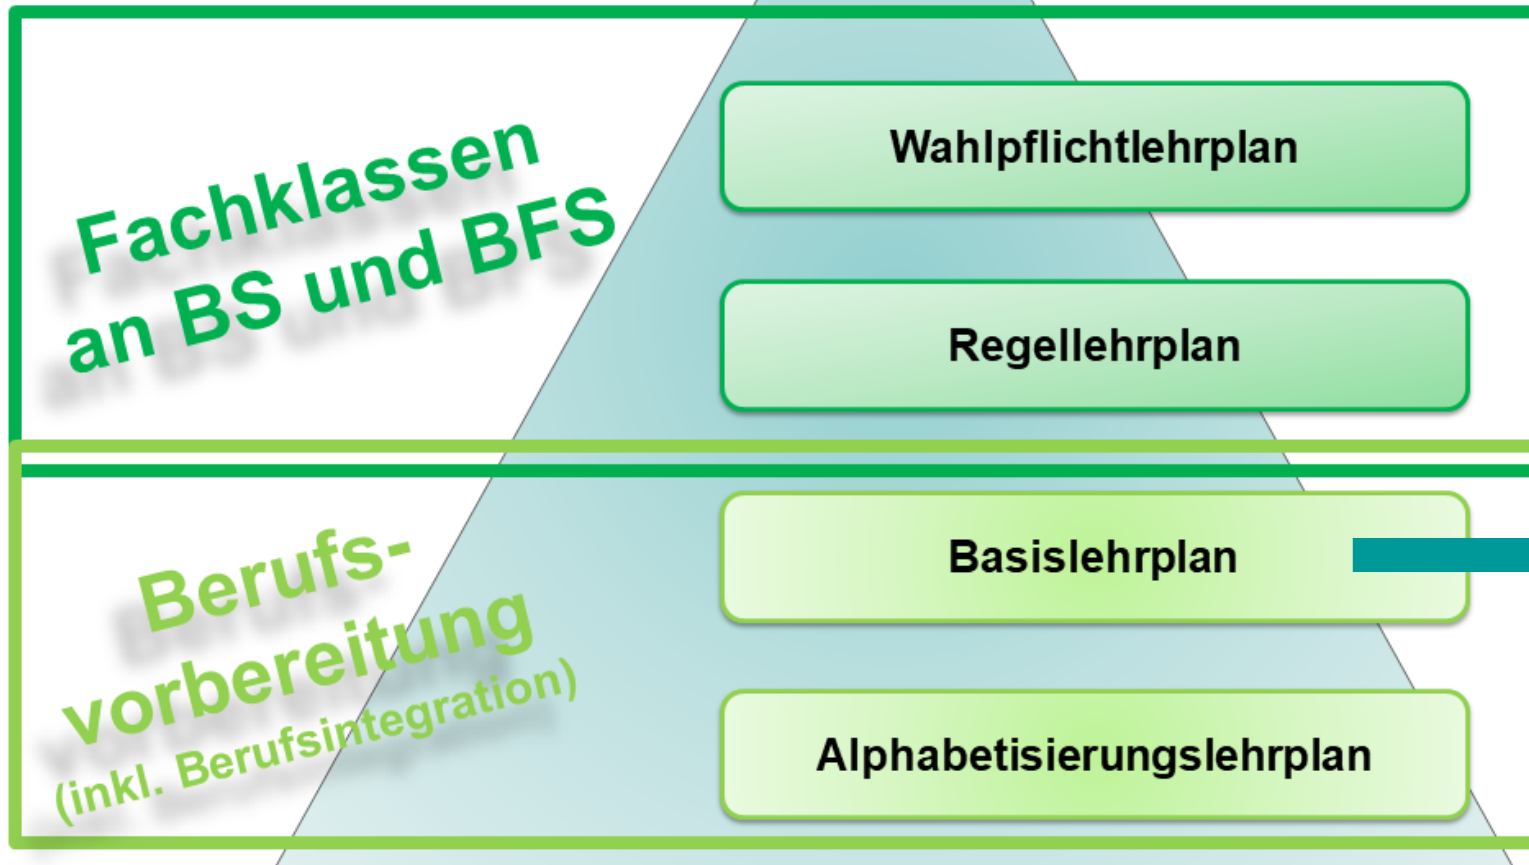 Fachklassen
an BS und BFS
Wahlpflichtlehrplan
Regellehrplan
Berufs-
vorbereitung
(inkl. Berufsintegration)
Basislehrplan
Alphabetisierungslehrplan